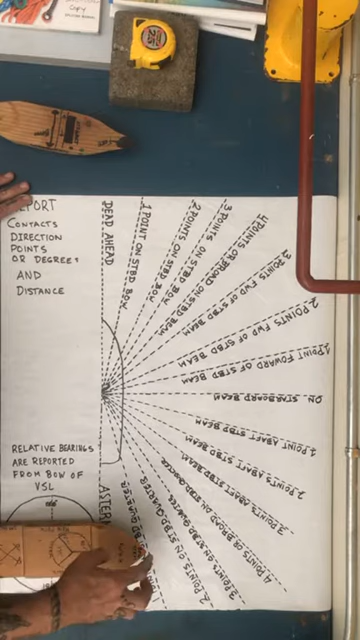 Copy
REPORT
CONTACTS
DIRECTION
POINTS
OR DEGREES
AND
DISTANCE
DEAD AHEAD
1 POINT ON STBD BOW
2 POINTS ON STBD BOW
3 POINTS ON STBD BOW
4 POINTS OR BROAD ON STBD BOW
3 POINTS FWD OF STBD BEAM
2 POINTS FWD OF STBD BEAM
1 POINT FORWARD OF STBD BEAM
ON STARBOARD BEAM
1 POINT ABAFT STBD BEAM
2 POINTS ABAFT STBD BEAM
3 POINTS ABAFT STBD BEAM
4 POINTS OR BROAD ON STBD QUARTER
3 POINTS ON STBD QUARTER
2 POINTS ON STBD QUARTER
STBD QUARTER
ASTERN
RELATIVE BEARINGS
ARE REPORTED
FROM BOW OF
VSL